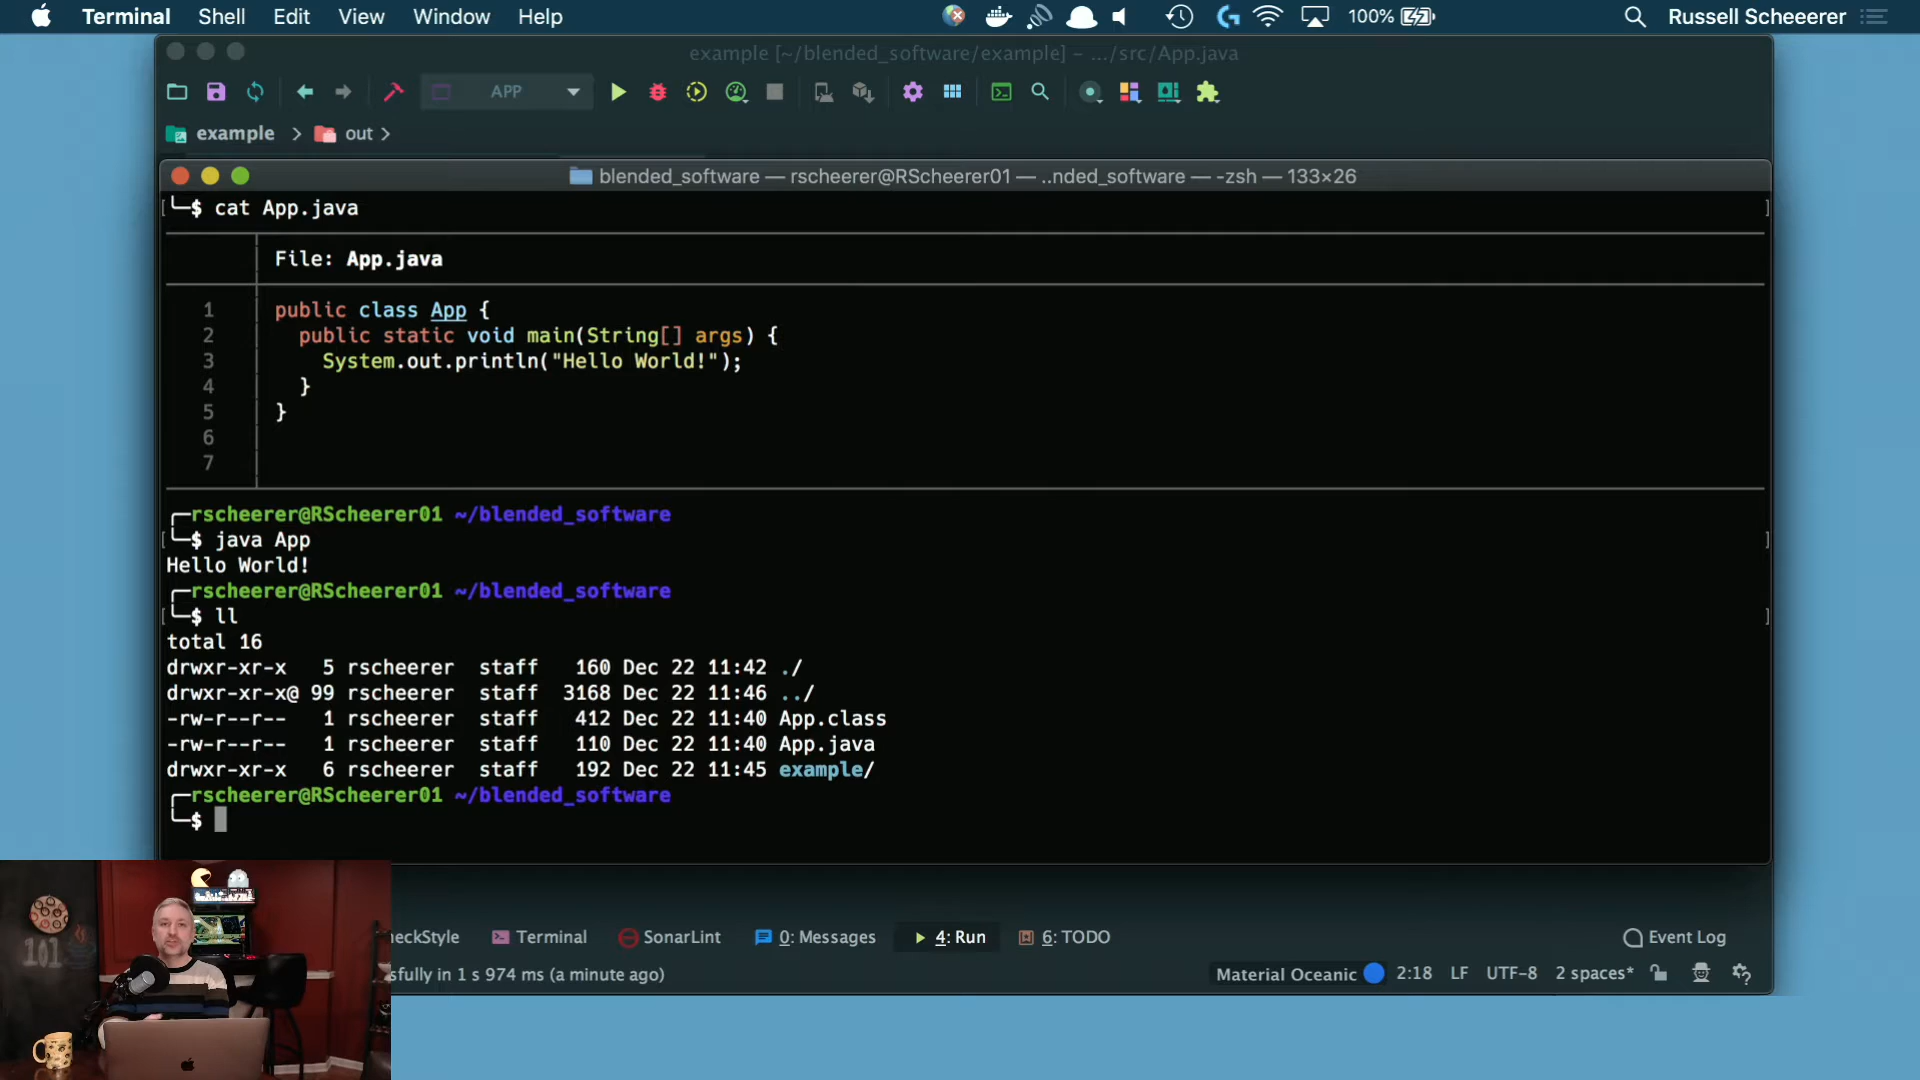 Terminal Shell Edit View Window Help 100% Russell Scheeerer
example [~/blended_software/example] – .../src/App.java
APP
example > out >
blended_software — rscheerer@RScheerer01 — ..nded_software — -zsh — 133×26
$ cat App.java
File: App.java
1 public class App {
2 public static void main(String[] args) {
3 System.out.println("Hello World!");
4 }
5 }
6
7
rscheerer@RScheerer01 ~/blended_software
$ java App
Hello World!
rscheerer@RScheerer01 ~/blended_software
$ ll
total 16
drwxr-xr-x 5 rscheerer staff 160 Dec 22 11:42 ./
drwxr-xr-x@ 99 rscheerer staff 3168 Dec 22 11:46 ../
-rw-r--r-- 1 rscheerer staff 412 Dec 22 11:40 App.class
-rw-r--r-- 1 rscheerer staff 110 Dec 22 11:40 App.java
drwxr-xr-x 6 rscheerer staff 192 Dec 22 11:45 example/
rscheerer@RScheerer01 ~/blended_software
$
eckStyle Terminal SonarLint 0: Messages 4: Run 6: TODO Event Log
sfully in 1 s 974 ms (a minute ago) Material Oceanic 2:18 LF UTF-8 2 spaces*
101